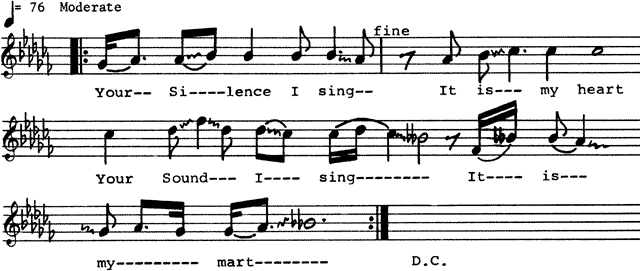 ♩= 76 Moderate
fine
Your-- Si----lence I sing-- It is--- my heart
Your Sound--- I---- sing-------- It---- is---
my--------- mart-------- D.C.